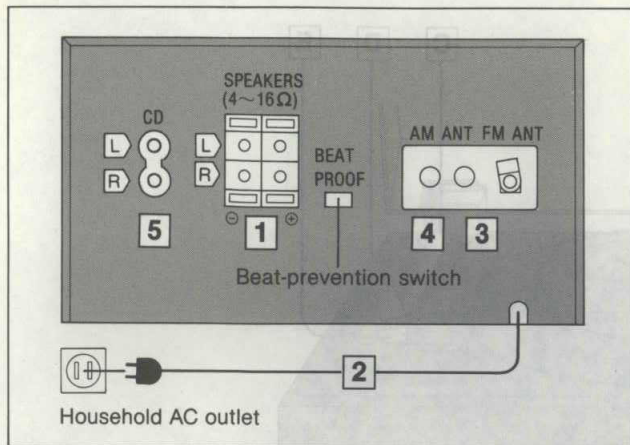 SPEAKERS
(4～16Ω)
CD
AM ANT FM ANT
L
L
BEAT
PROOF
R
R
⊖
⊕
5
1
4
3
Beat-prevention switch
2
Household AC outlet